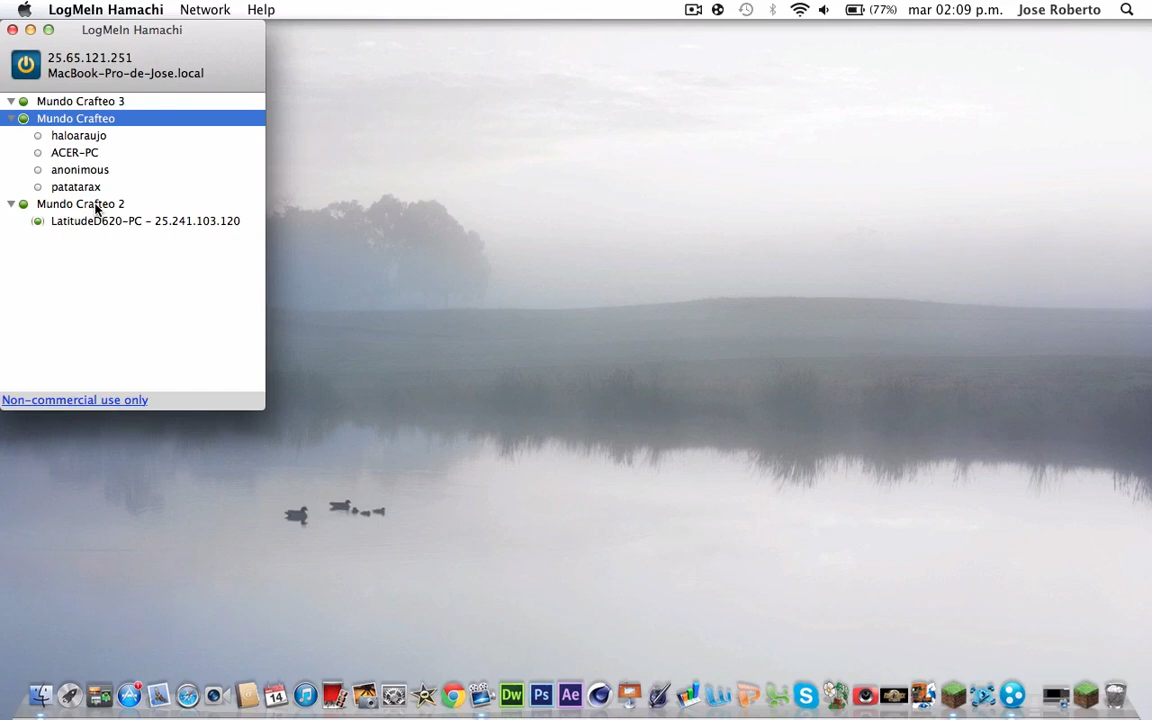 LogMeIn Hamachi Network Help (77%) mar 02:09 p.m. Jose Roberto
LogMeIn Hamachi
25.65.121.251
MacBook-Pro-de-Jose.local
Mundo Crafteo 3
Mundo Crafteo
haloaraujo
ACER-PC
anonimous
patatarax
Mundo Crafteo 2
LatitudeD620-PC - 25.241.103.120
Non-commercial use only
14
Dw
Ps
Ae